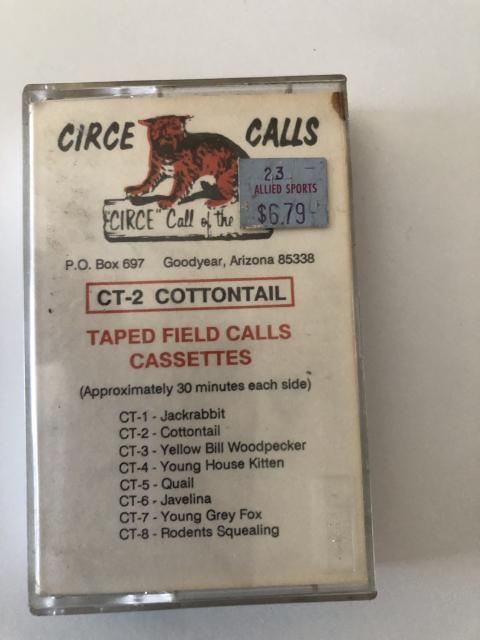 CIRCE CALLS
"CIRCE" Call of the
23
ALLIED SPORTS
$6.79
P.O. Box 697 Goodyear, Arizona 85338
CT-2 COTTONTAIL
TAPED FIELD CALLS
CASSETTES
(Approximately 30 minutes each side)
CT-1 - Jackrabbit
CT-2 - Cottontail
CT-3 - Yellow Bill Woodpecker
CT-4 - Young House Kitten
CT-5 - Quail
CT-6 - Javelina
CT-7 - Young Grey Fox
CT-8 - Rodents Squealing